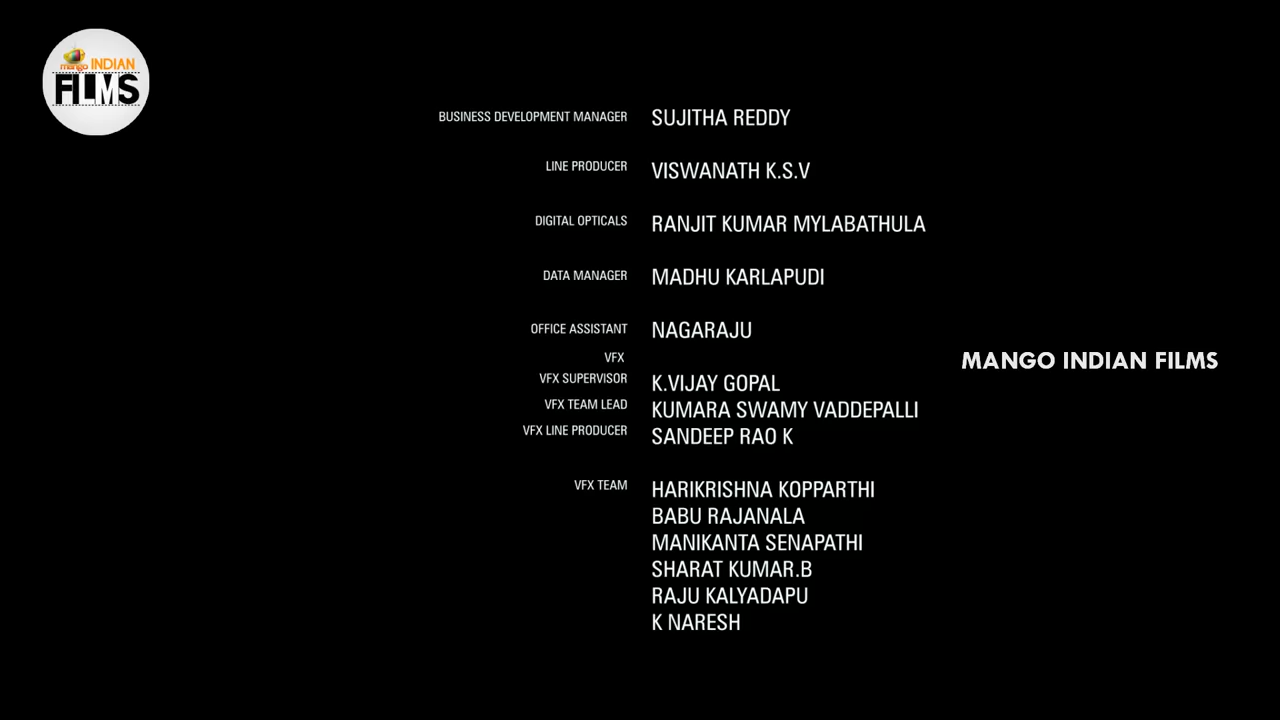 mango INDIAN
FILMS
BUSINESS DEVELOPMENT MANAGER SUJITHA REDDY
LINE PRODUCER VISWANATH K.S.V
DIGITAL OPTICALS RANJIT KUMAR MYLABATHULA
DATA MANAGER MADHU KARLAPUDI
OFFICE ASSISTANT NAGARAJU
VFX
MANGO INDIAN FILMS
VFX SUPERVISOR K.VIJAY GOPAL
VFX TEAM LEAD KUMARA SWAMY VADDEPALLI
VFX LINE PRODUCER SANDEEP RAO K
VFX TEAM HARIKRISHNA KOPPARTHI
BABU RAJANALA
MANIKANTA SENAPATHI
SHARAT KUMAR.B
RAJU KALYADAPU
K NARESH